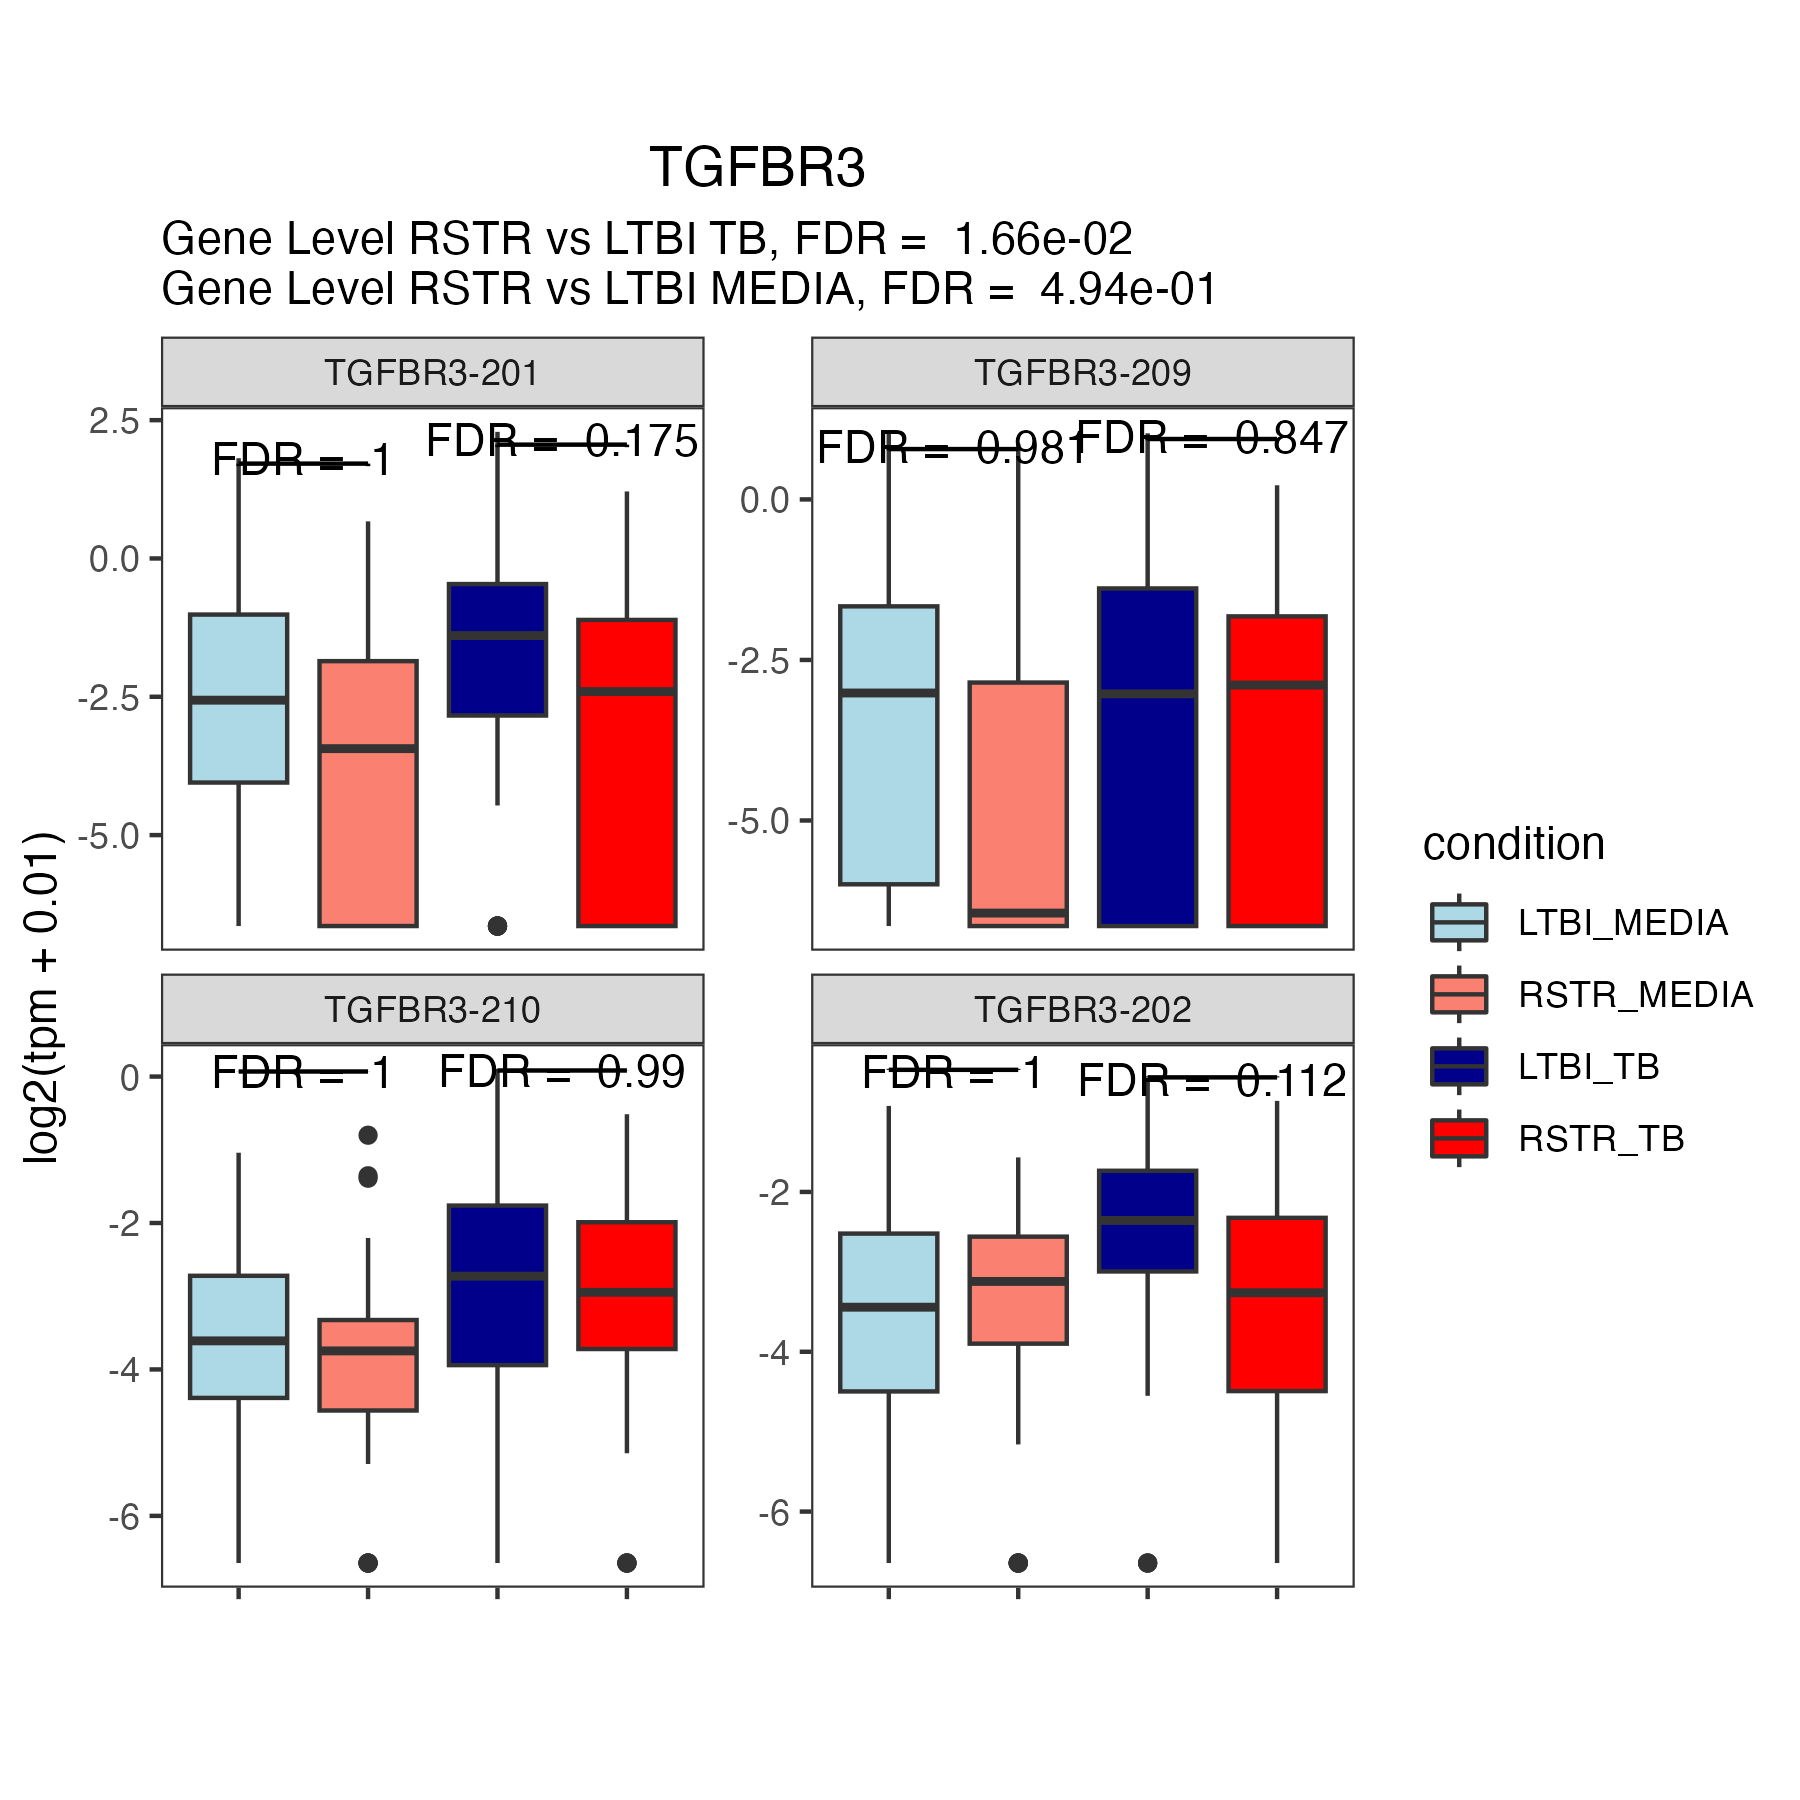 TGFBR3
Gene Level RSTR vs LTBI TB, FDR =  1.66e-02
Gene Level RSTR vs LTBI MEDIA, FDR =  4.94e-01
TGFBR3-201
TGFBR3-209
2.5
0.0
-2.5
-5.0
FDR =  1
FDR =  0.175
0.0
-2.5
-5.0
FDR =  0.981
FDR =  0.847
TGFBR3-210
TGFBR3-202
0
-2
-4
-6
FDR =  1
FDR =  0.99
-2
-4
-6
FDR =  1
FDR =  0.112
log2(tpm + 0.01)
condition
LTBI_MEDIA
RSTR_MEDIA
LTBI_TB
RSTR_TB